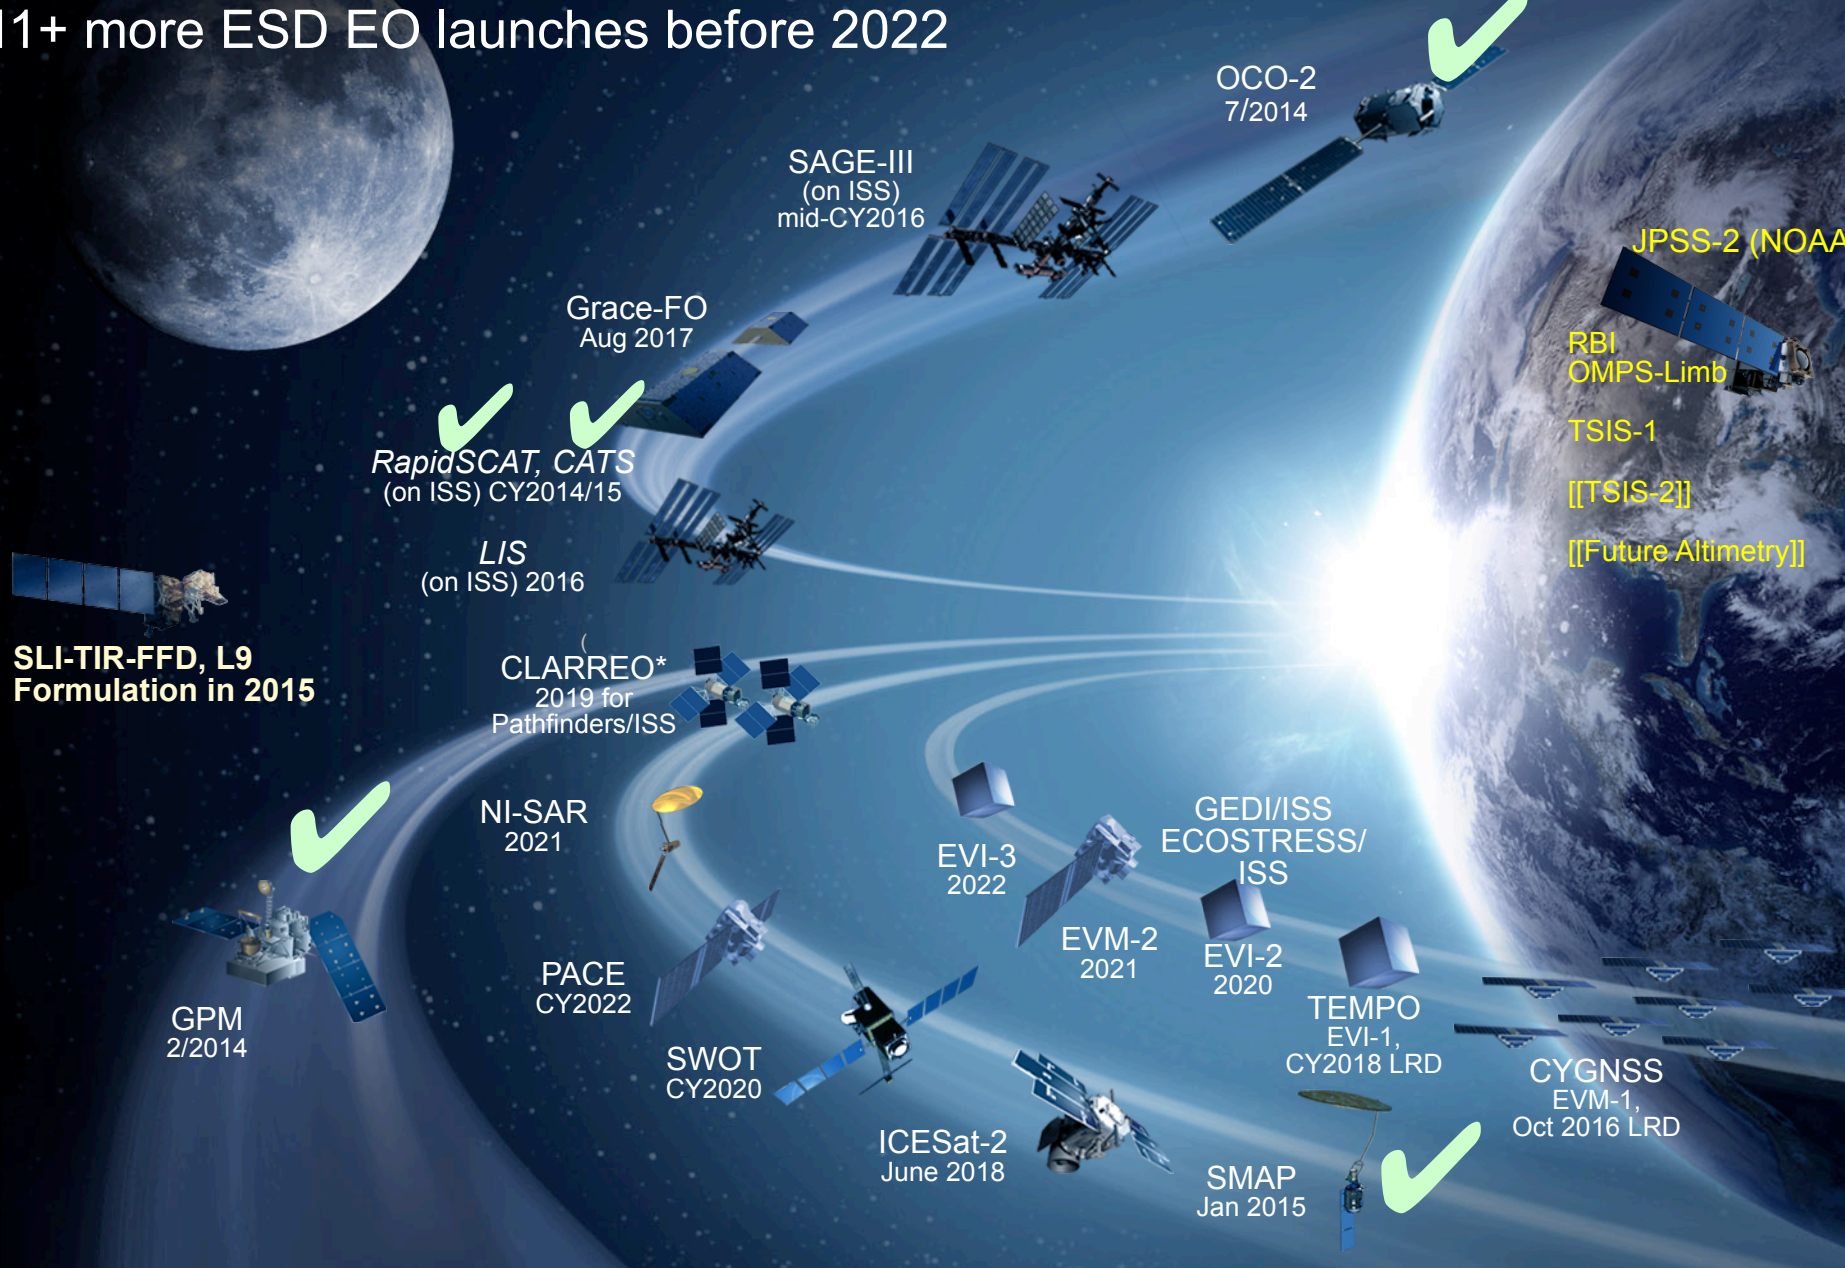 11+ more ESD EO launches before 2022
OCO-2
7/2014
SAGE-III
(on ISS)
mid-CY2016
JPSS-2 (NOAA
Grace-FO
Aug 2017
RBI
OMPS-Limb
TSIS-1
[[TSIS-2]]
[[Future Altimetry]]
RapidSCAT, CATS
(on ISS) CY2014/15
LIS
(on ISS) 2016
SLI-TIR-FFD, L9
Formulation in 2015
(
CLARREO*
2019 for
Pathfinders/ISS
NI-SAR
2021
GEDI/ISS
ECOSTRESS/
ISS
EVI-3
2022
EVM-2
2021
EVI-2
2020
PACE
CY2022
GPM
2/2014
TEMPO
EVI-1,
CY2018 LRD
SWOT
CY2020
CYGNSS
EVM-1,
Oct 2016 LRD
ICESat-2
June 2018
SMAP
Jan 2015